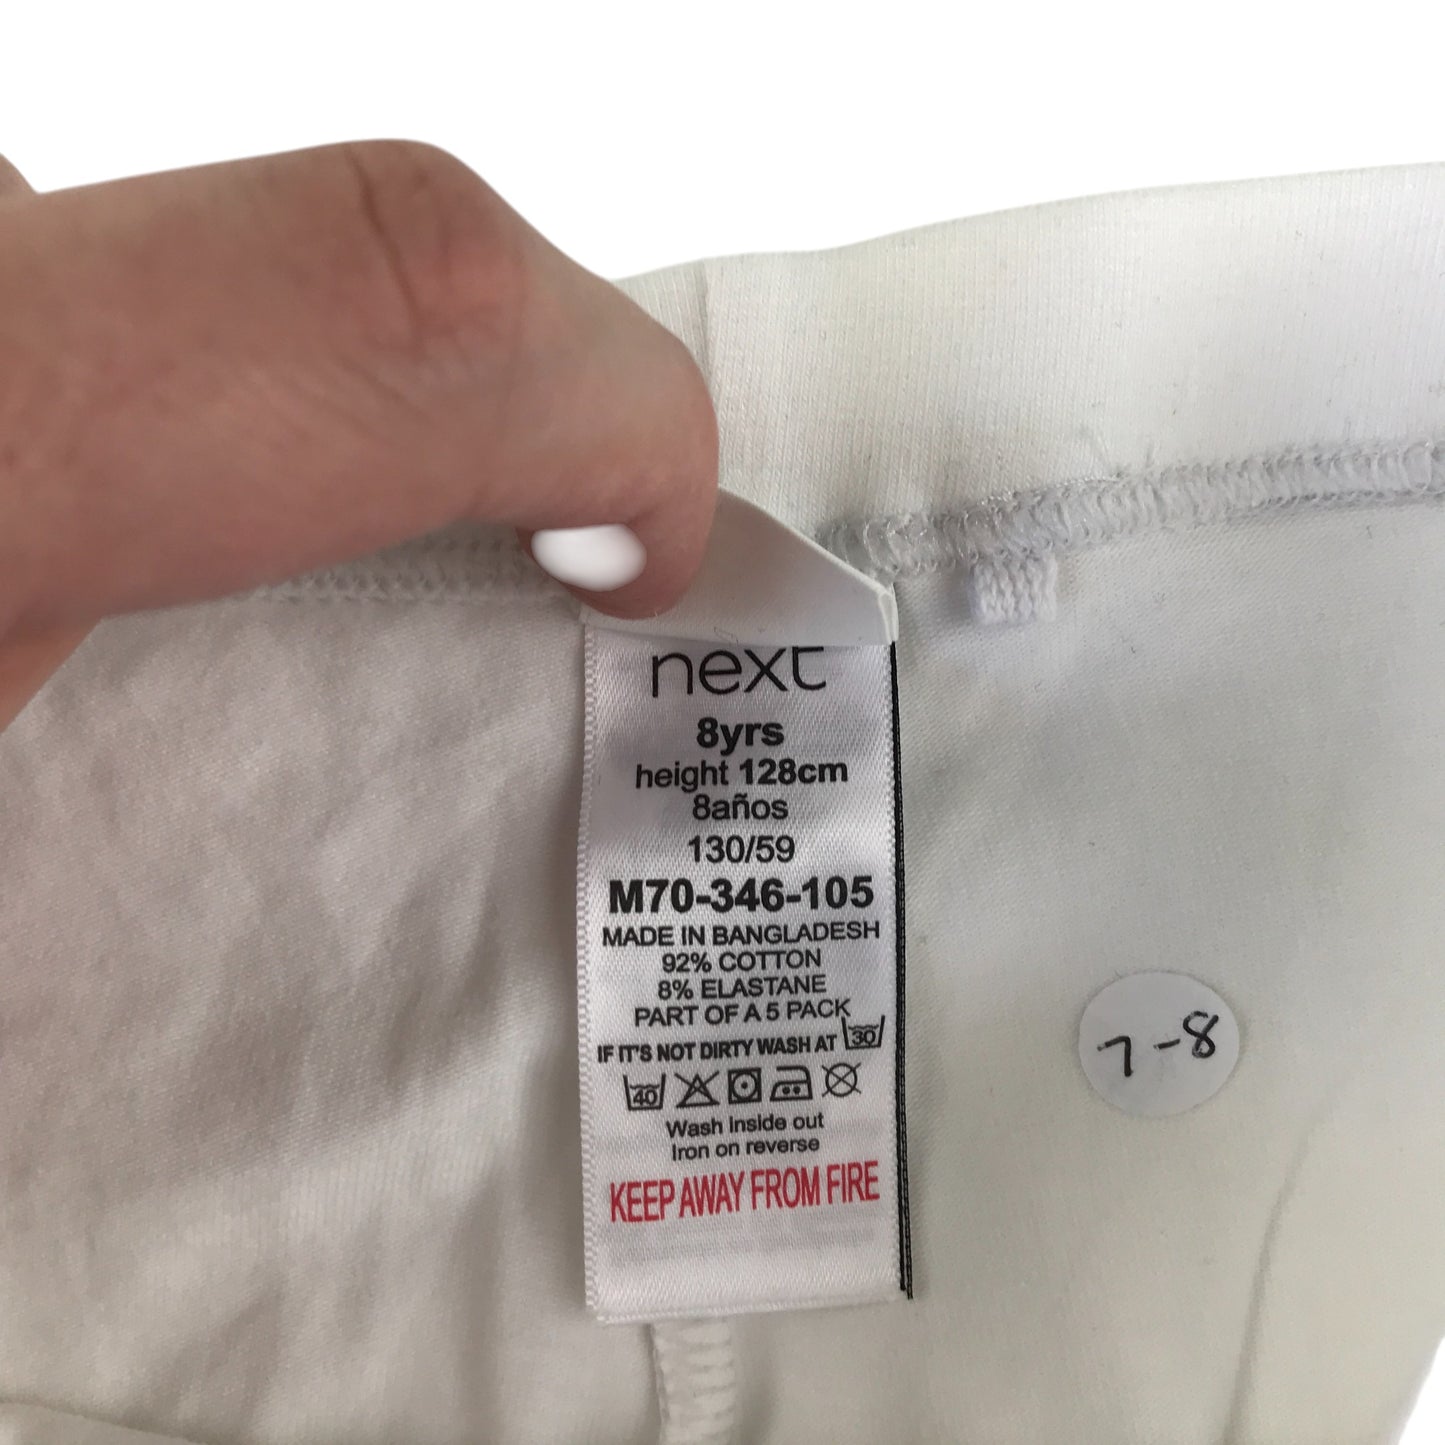 next
8yrs
height 128cm
8años
130/59
M70-346-105
MADE IN BANGLADESH
92% COTTON
8% ELASTANE
PART OF A 5 PACK
IF IT'S NOT DIRTY WASH AT 30
40
Wash inside out
Iron on reverse
KEEP AWAY FROM FIRE
7-8